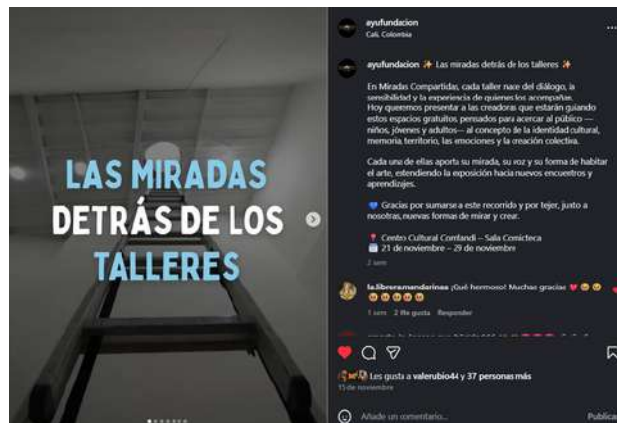 LAS MIRADAS
DETRÁS DE LOS
TALLERES
ayufundacion
Cali, Colombia
ayufundacion ✨ Las miradas detrás de los talleres ✨
En Miradas Compartidas, cada taller nace del diálogo, la
sensibilidad y la experiencia de quienes los acompañan.
Hoy queremos presentar a las creadoras que estarán guiando
estos espacios gratuitos, pensados para acercar al público —
niños, jóvenes y adultos— al concepto de la identidad cultural,
memoria, territorio, las emociones y la creación colectiva.
Cada una de ellas aporta su mirada, su voz y su forma de habitar
el arte, extendiendo la exposición hacia nuevos encuentros y
aprendizajes.
💙 Gracias por sumarse a este recorrido y por tejer, junto a
nosotras, nuevas formas de mirar y crear.
📍 Centro Cultural Comfandi – Sala Comicteca
🗓️ 21 de noviembre – 29 de noviembre
2 sem
la.libreramandarinaa ¡Qué hermoso! Muchas gracias
1 sem 2 Me gusta Responder
Les gusta a valerubio44 y 37 personas más
15 de noviembre
Añade un comentario...
Publicar